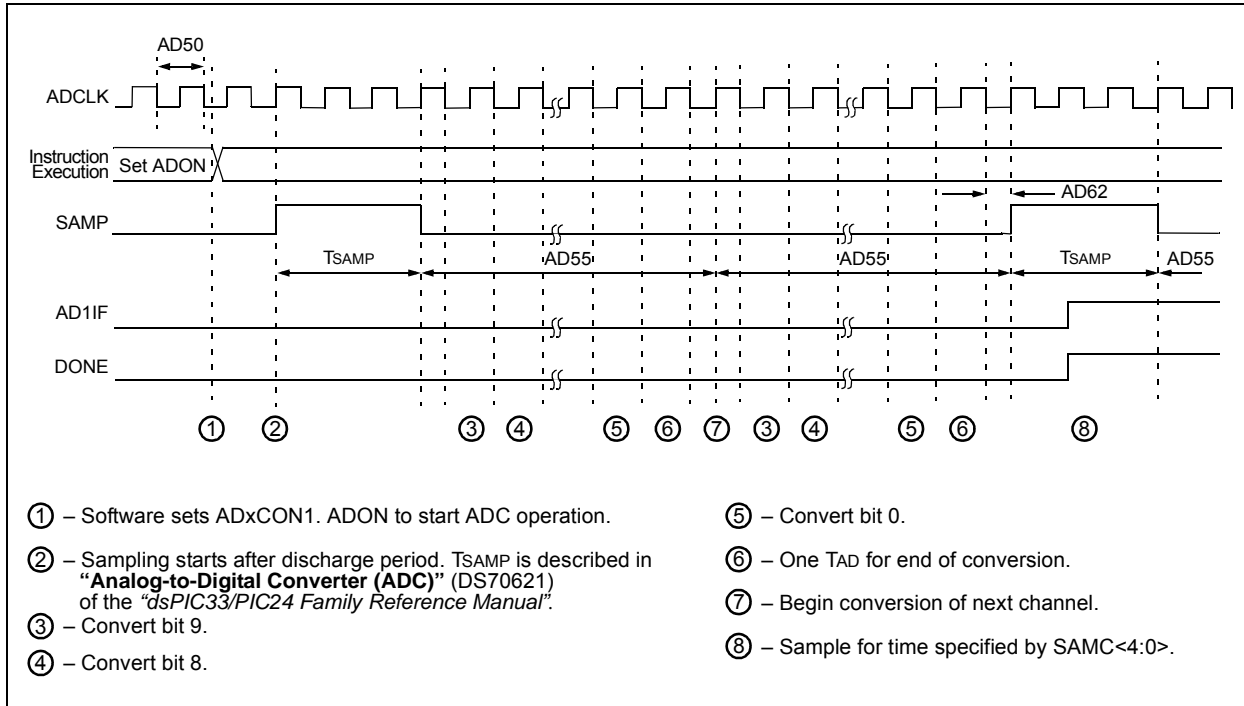 AD50
ADCLK
Instruction
Execution
Set ADON
AD62
SAMP
TSAMP
AD55
AD55
TSAMP
AD55
AD1IF
DONE
① ② ③ ④ ⑤ ⑥ ⑦ ③ ④ ⑤ ⑥ ⑧
① – Software sets ADxCON1. ADON to start ADC operation.
② – Sampling starts after discharge period. TSAMP is described in
“Analog-to-Digital Converter (ADC)” (DS70621)
of the “dsPIC33/PIC24 Family Reference Manual”.
③ – Convert bit 9.
④ – Convert bit 8.
⑤ – Convert bit 0.
⑥ – One TAD for end of conversion.
⑦ – Begin conversion of next channel.
⑧ – Sample for time specified by SAMC<4:0>.